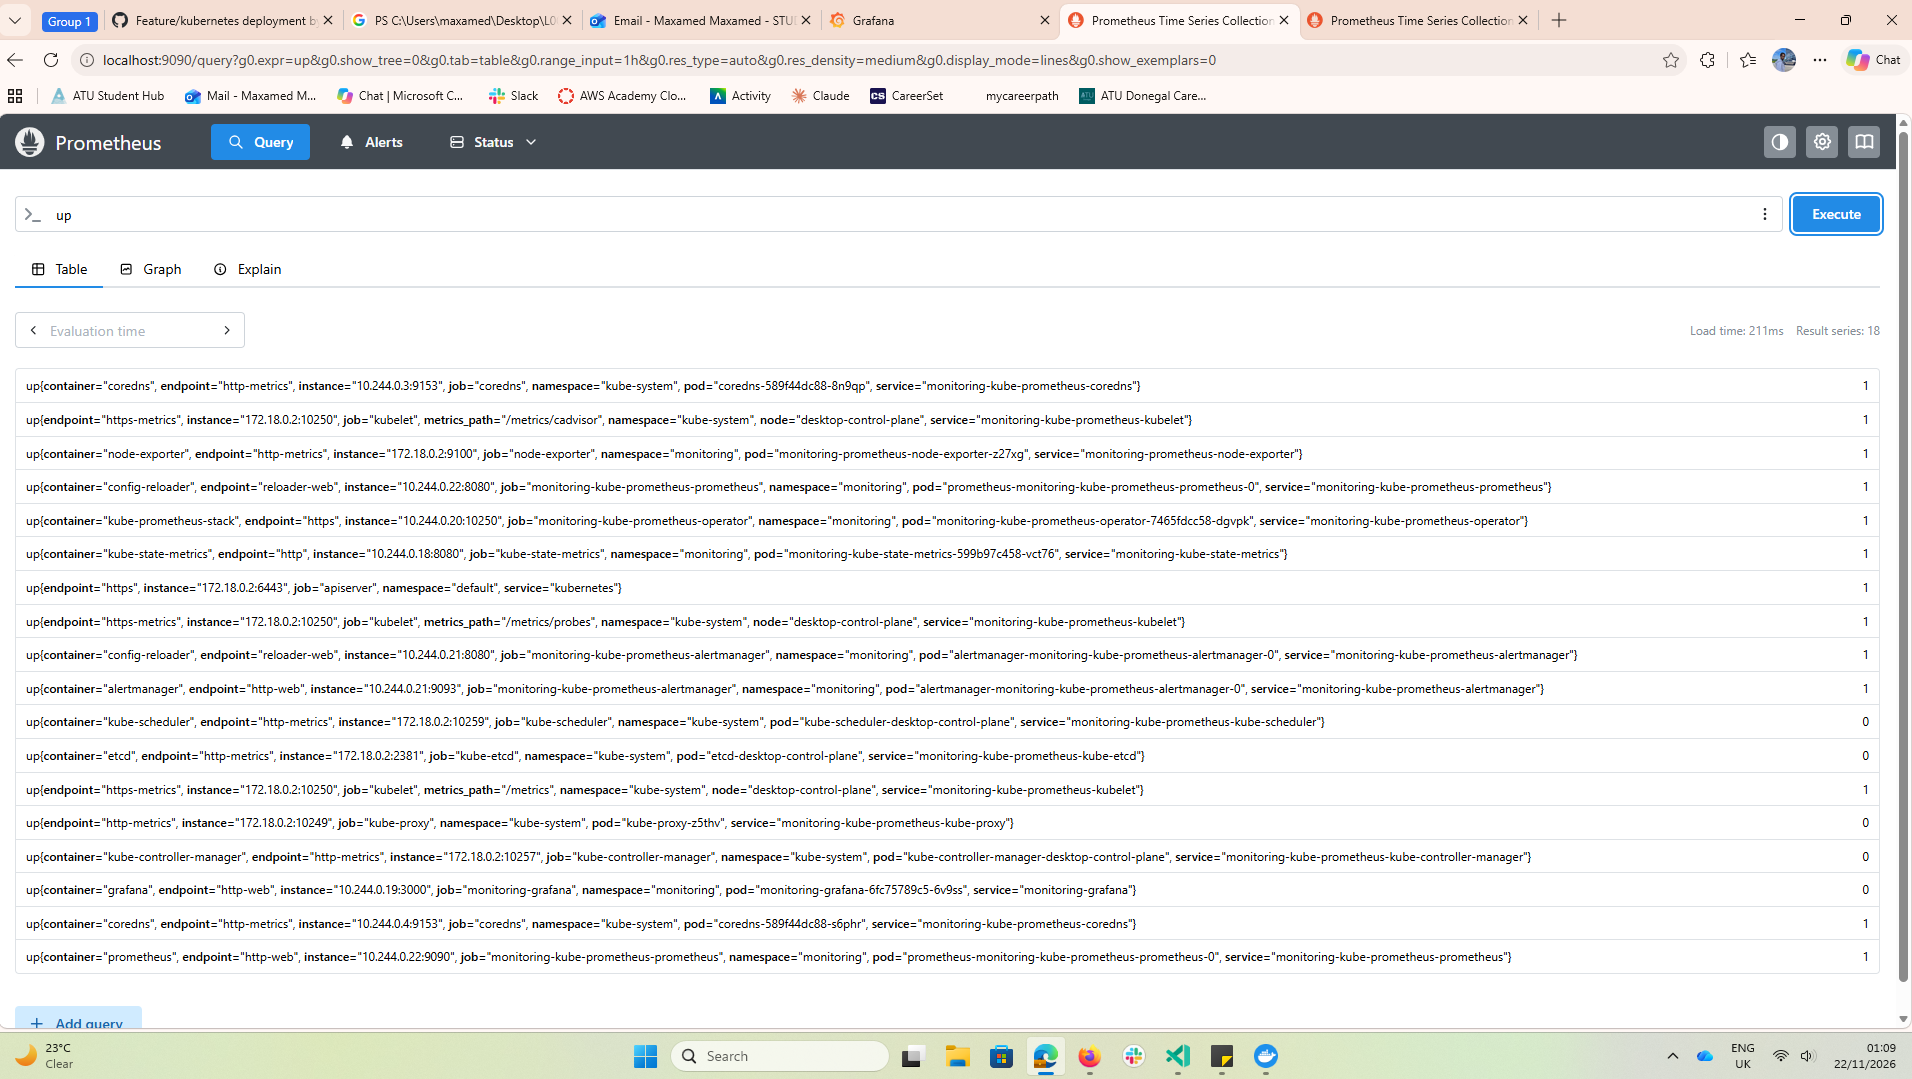 Group 1
Feature/kubernetes deployment by
PS C:\Users\maxamed\Desktop\L0
Email - Maxamed Maxamed - STU
Grafana
Prometheus Time Series Collection
Prometheus Time Series Collection
localhost:9090/query?g0.expr=up&g0.show_tree=0&g0.tab=table&g0.range_input=1h&g0.res_type=auto&g0.res_density=medium&g0.display_mode=lines&g0.show_exemplars=0
Chat
ATU Student Hub
Mail - Maxamed M...
Chat | Microsoft C...
Slack
AWS Academy Clo...
Activity
Claude
CS CareerSet
mycareerpath
ATU Donegal Care...
Prometheus
Query
Alerts
Status
up
Execute
Table
Graph
Explain
Evaluation time
Load time: 211ms Result series: 18
up{container="coredns", endpoint="http-metrics", instance="10.244.0.3:9153", job="coredns", namespace="kube-system", pod="coredns-589f44dc88-8n9qp", service="monitoring-kube-prometheus-coredns"} 1
up{endpoint="https-metrics", instance="172.18.0.2:10250", job="kubelet", metrics_path="/metrics/cadvisor", namespace="kube-system", node="desktop-control-plane", service="monitoring-kube-prometheus-kubelet"} 1
up{container="node-exporter", endpoint="http-metrics", instance="172.18.0.2:9100", job="node-exporter", namespace="monitoring", pod="monitoring-prometheus-node-exporter-z27xg", service="monitoring-prometheus-node-exporter"} 1
up{container="config-reloader", endpoint="reloader-web", instance="10.244.0.22:8080", job="monitoring-kube-prometheus-prometheus", namespace="monitoring", pod="prometheus-monitoring-kube-prometheus-prometheus-0", service="monitoring-kube-prometheus-prometheus"} 1
up{container="kube-prometheus-stack", endpoint="https", instance="10.244.0.20:10250", job="monitoring-kube-prometheus-operator", namespace="monitoring", pod="monitoring-kube-prometheus-operator-7465fdcc58-dgvpk", service="monitoring-kube-prometheus-operator"} 1
up{container="kube-state-metrics", endpoint="http", instance="10.244.0.18:8080", job="kube-state-metrics", namespace="monitoring", pod="monitoring-kube-state-metrics-599b97c458-vct76", service="monitoring-kube-state-metrics"} 1
up{endpoint="https", instance="172.18.0.2:6443", job="apiserver", namespace="default", service="kubernetes"} 1
up{endpoint="https-metrics", instance="172.18.0.2:10250", job="kubelet", metrics_path="/metrics/probes", namespace="kube-system", node="desktop-control-plane", service="monitoring-kube-prometheus-kubelet"} 1
up{container="config-reloader", endpoint="reloader-web", instance="10.244.0.21:8080", job="monitoring-kube-prometheus-alertmanager", namespace="monitoring", pod="alertmanager-monitoring-kube-prometheus-alertmanager-0", service="monitoring-kube-prometheus-alertmanager"} 1
up{container="alertmanager", endpoint="http-web", instance="10.244.0.21:9093", job="monitoring-kube-prometheus-alertmanager", namespace="monitoring", pod="alertmanager-monitoring-kube-prometheus-alertmanager-0", service="monitoring-kube-prometheus-alertmanager"} 1
up{container="kube-scheduler", endpoint="http-metrics", instance="172.18.0.2:10259", job="kube-scheduler", namespace="kube-system", pod="kube-scheduler-desktop-control-plane", service="monitoring-kube-prometheus-kube-scheduler"} 0
up{container="etcd", endpoint="http-metrics", instance="172.18.0.2:2381", job="kube-etcd", namespace="kube-system", pod="etcd-desktop-control-plane", service="monitoring-kube-prometheus-kube-etcd"} 0
up{endpoint="https-metrics", instance="172.18.0.2:10250", job="kubelet", metrics_path="/metrics", namespace="kube-system", node="desktop-control-plane", service="monitoring-kube-prometheus-kubelet"} 1
up{endpoint="http-metrics", instance="172.18.0.2:10249", job="kube-proxy", namespace="kube-system", pod="kube-proxy-z5thv", service="monitoring-kube-prometheus-kube-proxy"} 0
up{container="kube-controller-manager", endpoint="http-metrics", instance="172.18.0.2:10257", job="kube-controller-manager", namespace="kube-system", pod="kube-controller-manager-desktop-control-plane", service="monitoring-kube-prometheus-kube-controller-manager"} 0
up{container="grafana", endpoint="http-web", instance="10.244.0.19:3000", job="monitoring-grafana", namespace="monitoring", pod="monitoring-grafana-6fc75789c5-6v9ss", service="monitoring-grafana"} 0
up{container="coredns", endpoint="http-metrics", instance="10.244.0.4:9153", job="coredns", namespace="kube-system", pod="coredns-589f44dc88-s6phr", service="monitoring-kube-prometheus-coredns"} 1
up{container="prometheus", endpoint="http-web", instance="10.244.0.22:9090", job="monitoring-kube-prometheus-prometheus", namespace="monitoring", pod="prometheus-monitoring-kube-prometheus-prometheus-0", service="monitoring-kube-prometheus-prometheus"} 1
Add query
23°C
Clear
Search
ENG
UK
01:09
22/11/2026